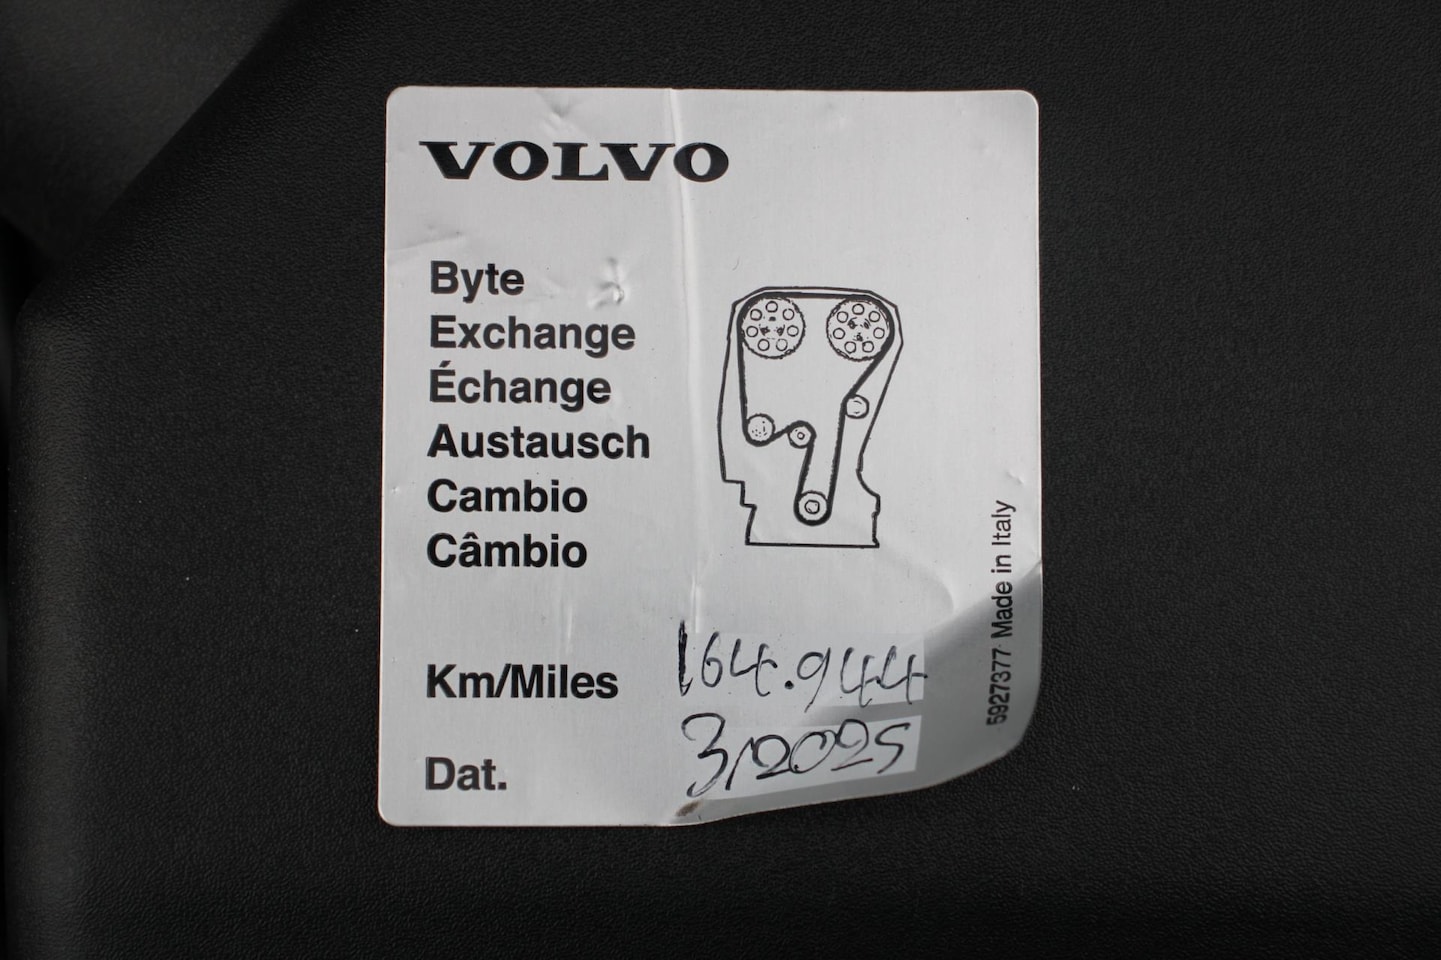 VOLVO
Byte
Exchange
Échange
Austausch
Cambio
Câmbio
Km/Miles 164.944
Dat. 3/2025
5927377 Made in Italy